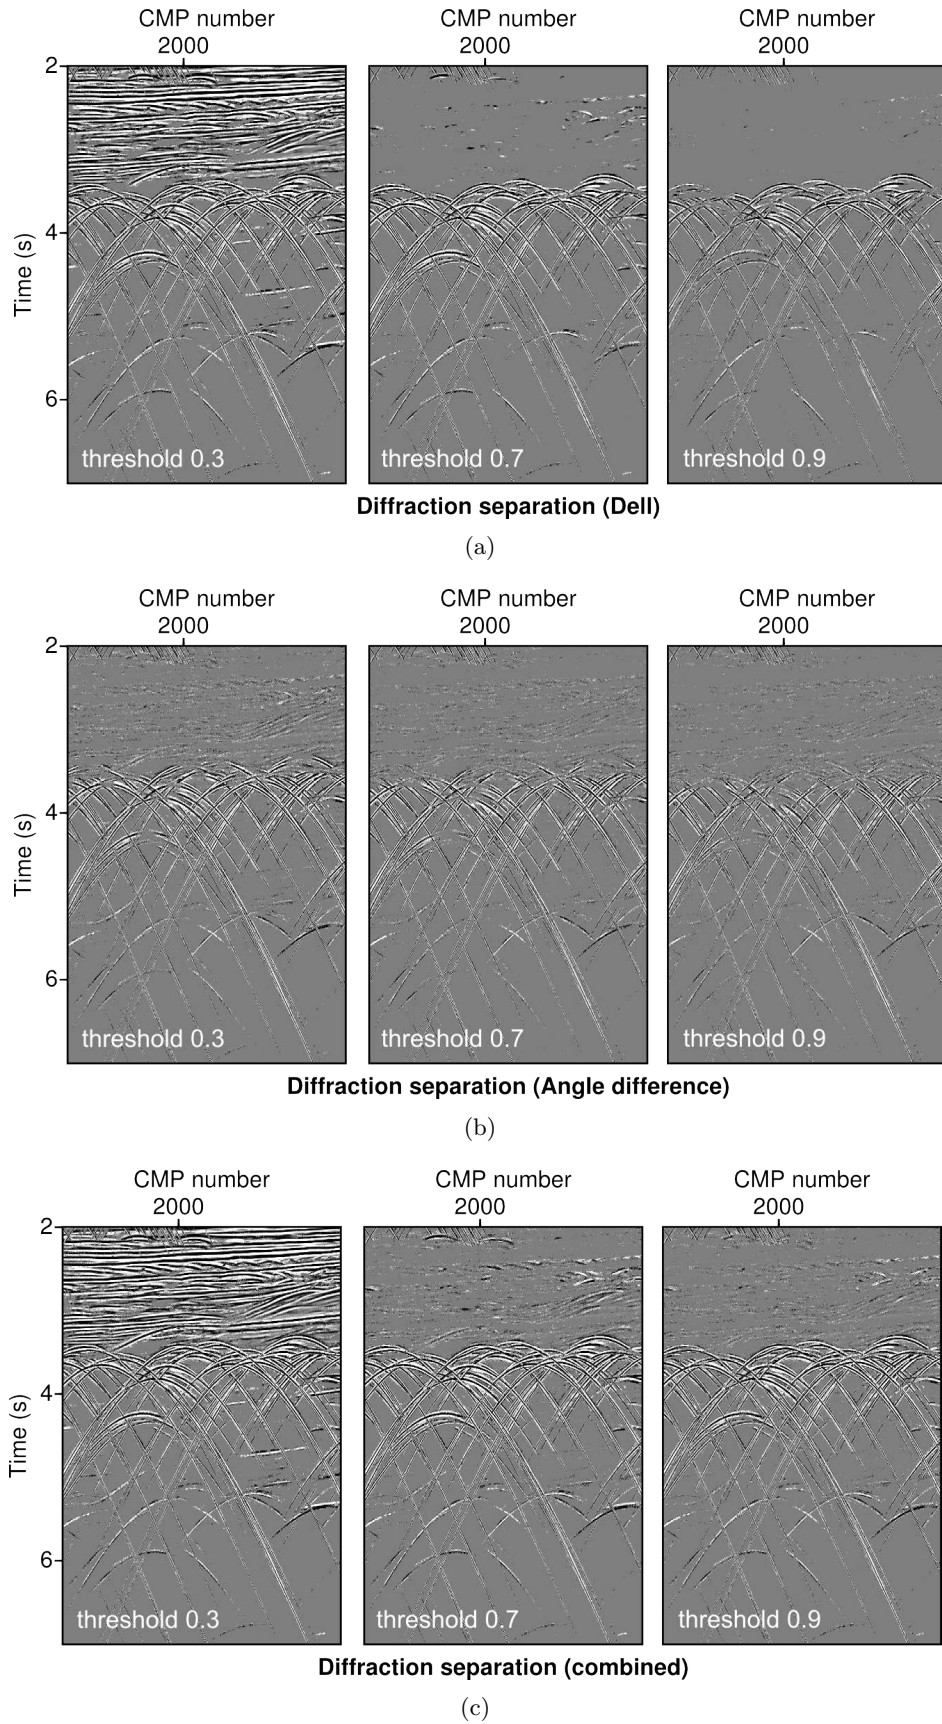 CMP number CMP number CMP number
2000 2000 2000
2
4
Time (s)
6
threshold 0.3 threshold 0.7 threshold 0.9
Diffraction separation (Dell)
(a)
CMP number CMP number CMP number
2000 2000 2000
2
4
Time (s)
6
threshold 0.3 threshold 0.7 threshold 0.9
Diffraction separation (Angle difference)
(b)
CMP number CMP number CMP number
2000 2000 2000
2
4
Time (s)
6
threshold 0.3 threshold 0.7 threshold 0.9
Diffraction separation (combined)
(c)